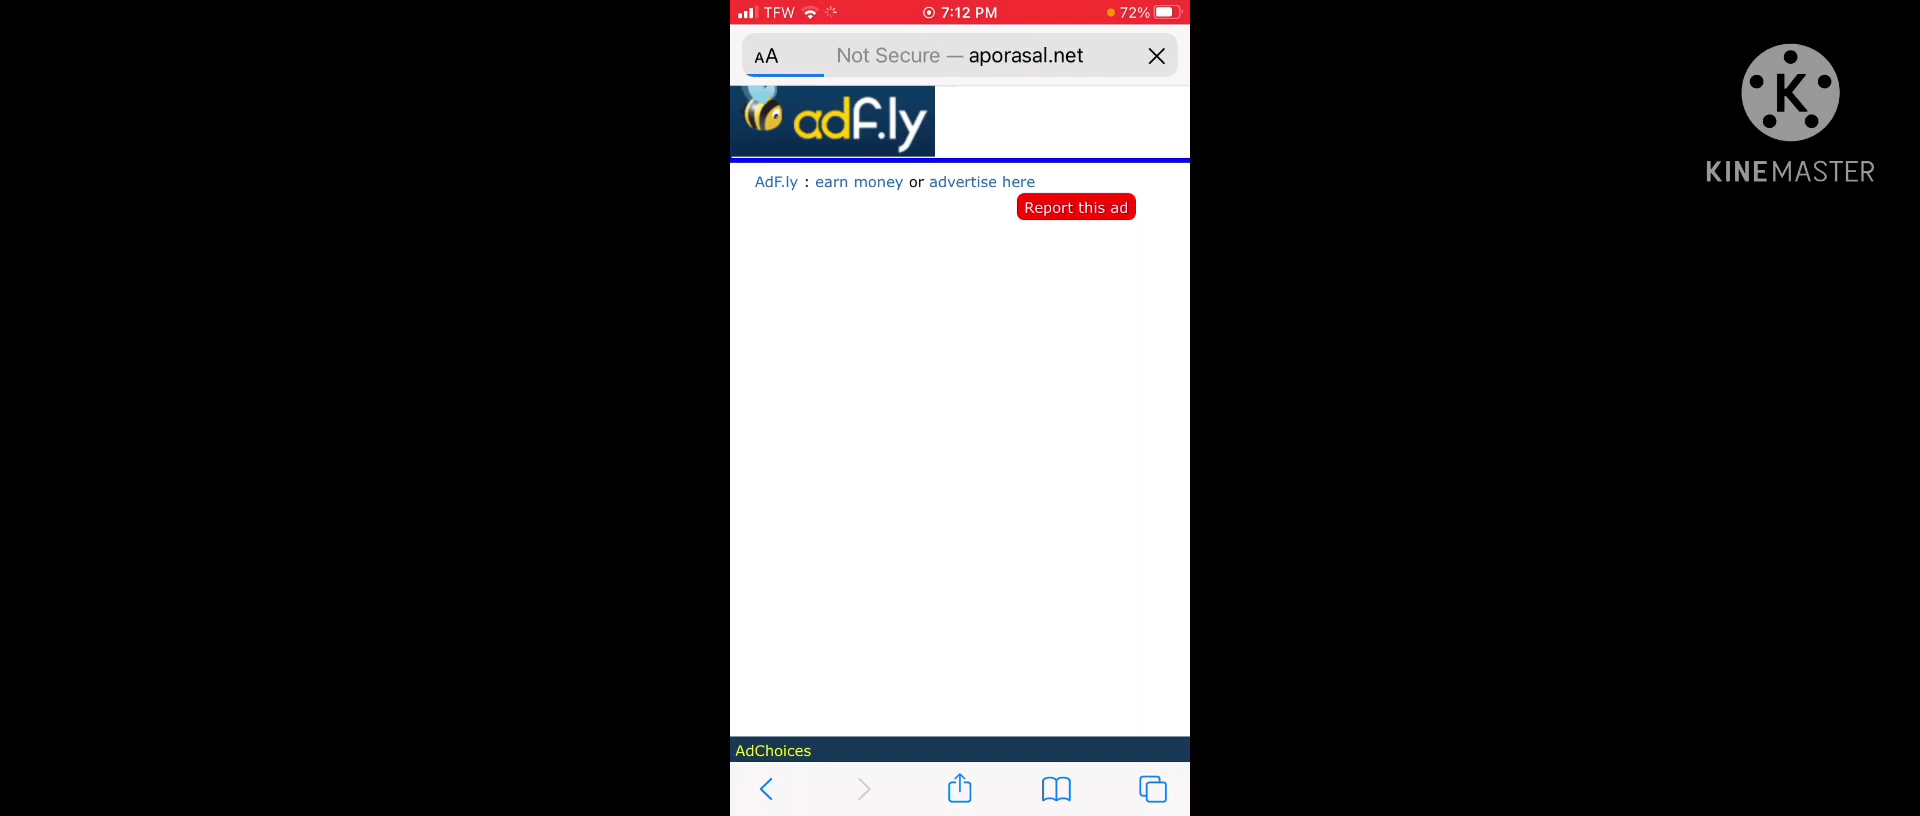 TFW 7:12 PM 72%
AA Not Secure — aporasal.net
K
KINEMASTER
adf.ly
AdF.ly : earn money or advertise here
Report this ad
AdChoices